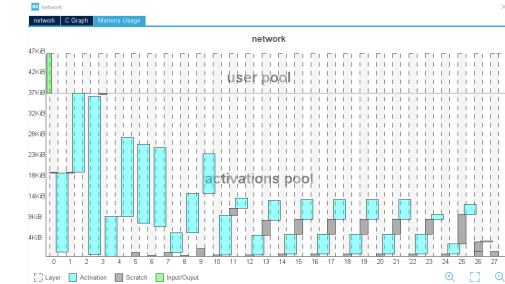 network
network C Graph Memory Usage
network
47KiB
42KiB
37KiB
32KiB
28KiB
23KiB
18KiB
14KiB
9KiB
4KiB
user pool
activations pool
0 1 2 3 4 5 6 7 8 9 10 11 12 13 14 15 16 17 18 19 20 21 22 23 24 25 26 27
Layer Activation Scratch Input/Ouput